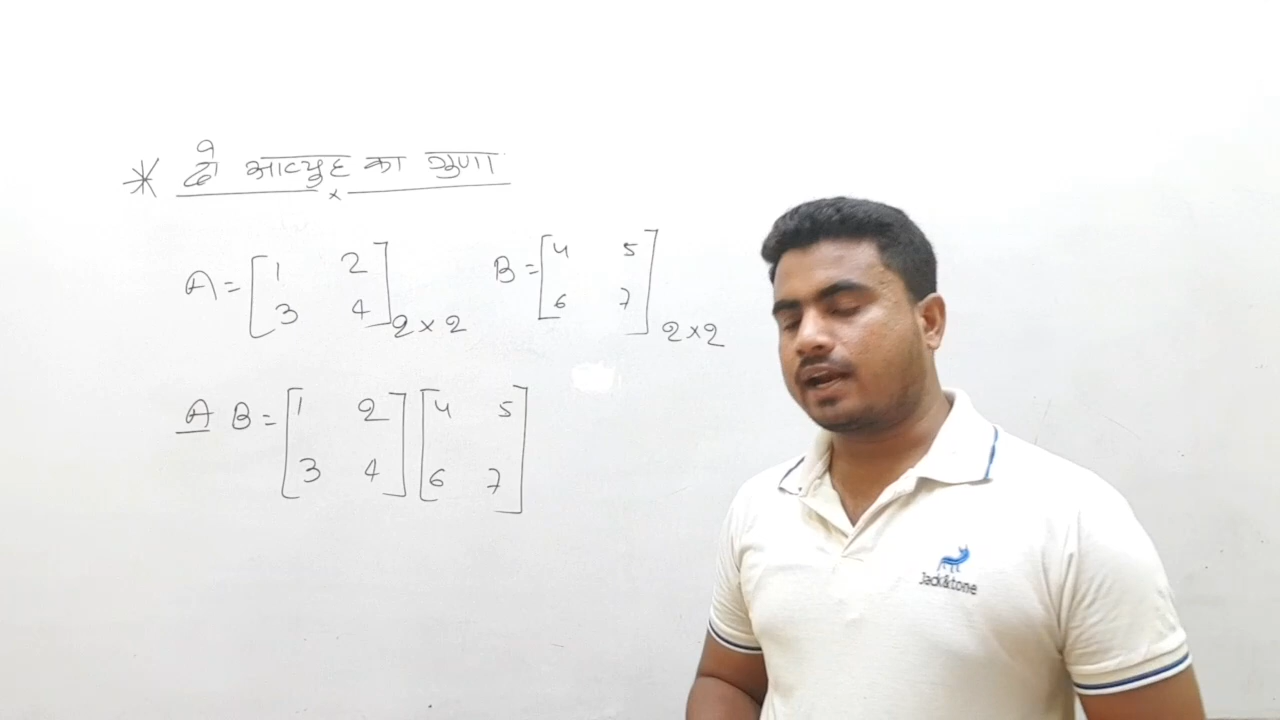 * दो आव्युह का गुणा
A = [1 2 3 4] 2×2 B = [4 5 6 7] 2×2
A B = [1 2 3 4] [4 5 6 7]
Jack&tone